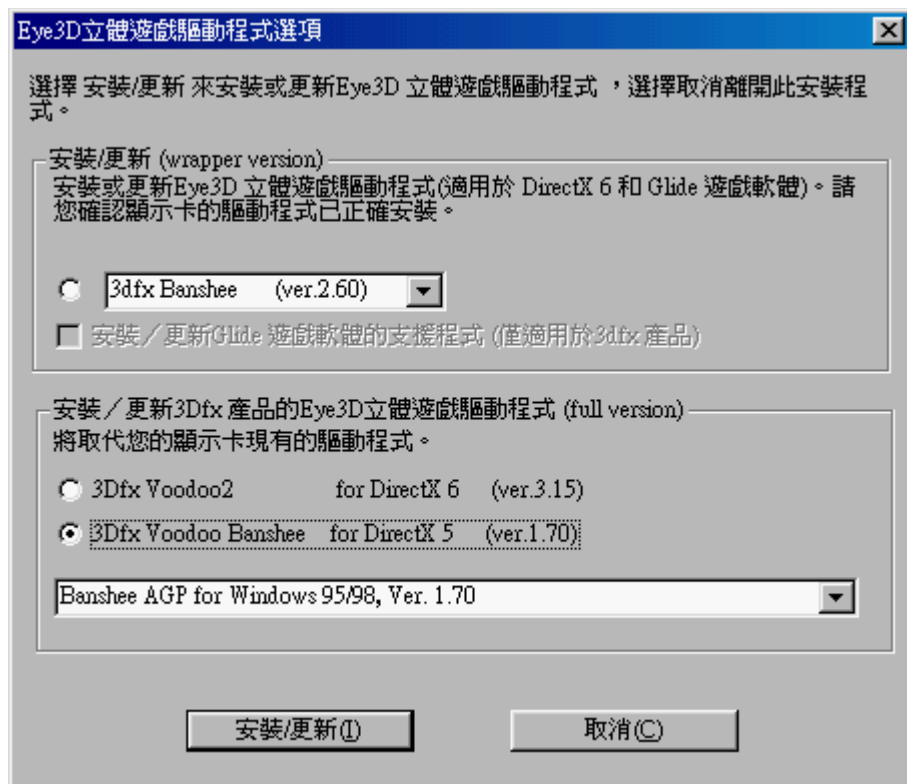 Eye3D立體遊戲驅動程式選項
選擇 安裝/更新 來安裝或更新Eye3D 立體遊戲驅動程式 ，選擇取消離開此安裝程
式。
安裝/更新 (wrapper version)
安裝或更新Eye3D 立體遊戲驅動程式(適用於 DirectX 6 和 Glide 遊戲軟體)。請
您確認顯示卡的驅動程式已正確安裝。
3dfx Banshee (ver.2.60)
安裝／更新Glide 遊戲軟體的支援程式 (僅適用於3dfx 產品)
安裝／更新3Dfx 產品的Eye3D立體遊戲驅動程式 (full version)
將取代您的顯示卡現有的驅動程式。
3Dfx Voodoo2 for DirectX 6 (ver.3.15)
3Dfx Voodoo Banshee for DirectX 5 (ver.1.70)
Banshee AGP for Windows 95/98, Ver. 1.70
安裝/更新(I) 取消(C)